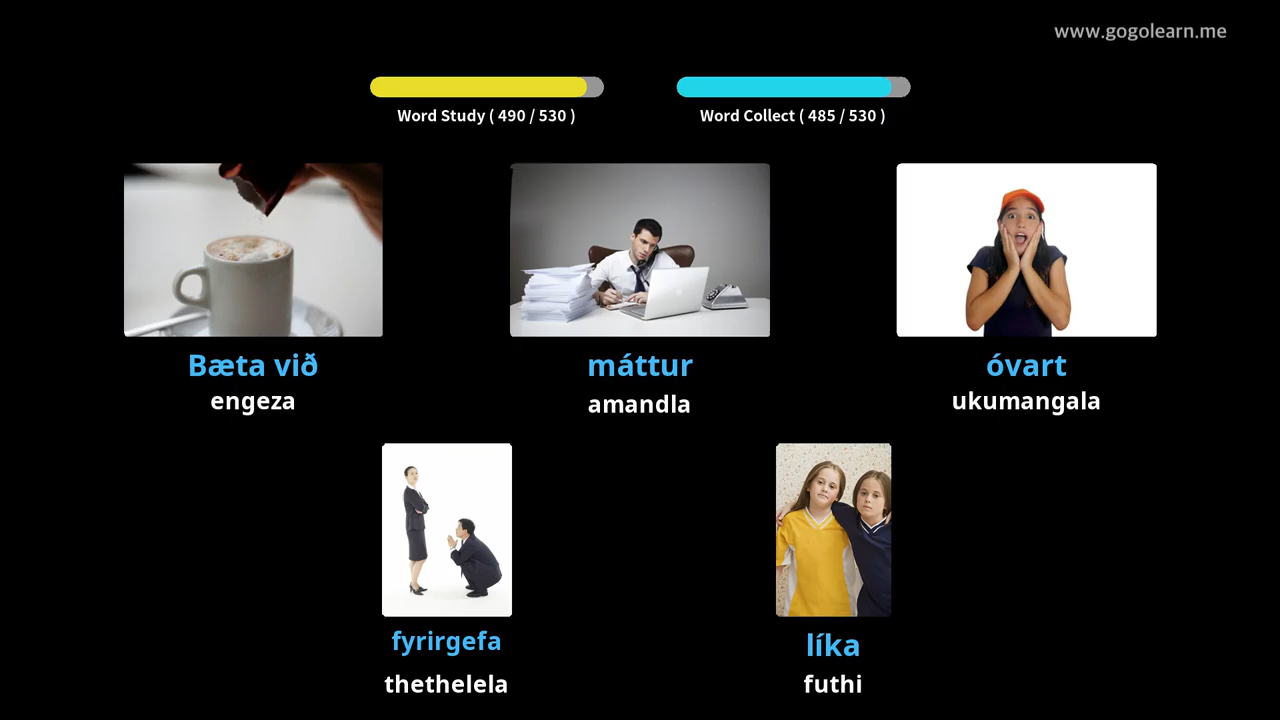 www.gogolearn.me
Word Study ( 490 / 530 )
Word Collect ( 485 / 530 )
Bæta við
engeza
máttur
amandla
óvart
ukumangala
fyrirgefa
thethelela
líka
futhi